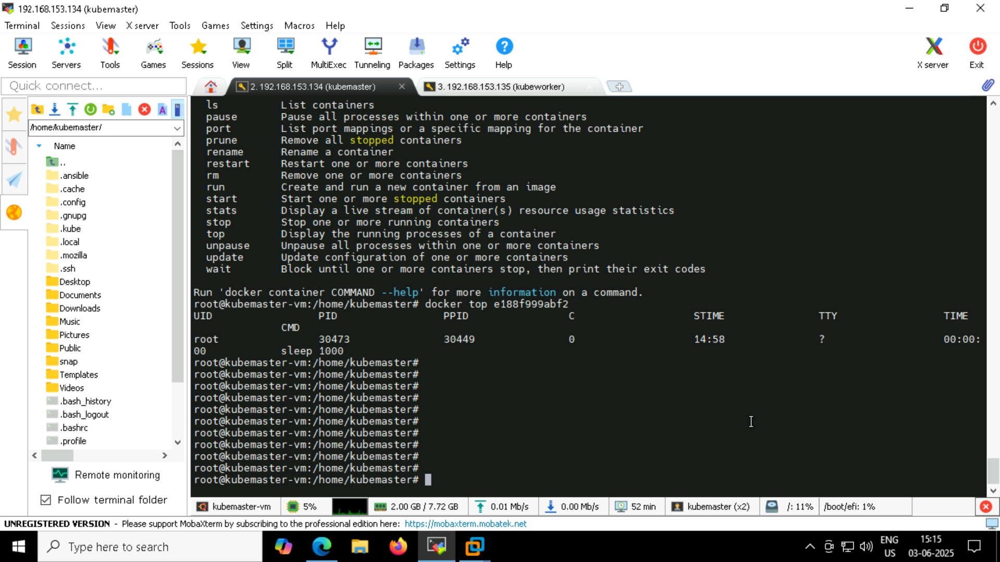 192.168.153.134 (kubemaster)
Terminal Sessions View X server Tools Games Settings Macros Help
Session Servers Tools Games Sessions View Split MultiExec Tunneling Packages Settings Help X server Exit
Quick connect...
2. 192.168.153.134 (kubemaster)
3. 192.168.153.135 (kubeworker)
/home/kubemaster/
Name
..
.ansible
.cache
.config
.gnupg
.kube
.local
.mozilla
.ssh
Desktop
Documents
Downloads
Music
Pictures
Public
snap
Templates
Videos
.bash_history
.bash_logout
.bashrc
.profile
Remote monitoring
Follow terminal folder
ls List containers
pause Pause all processes within one or more containers
port List port mappings or a specific mapping for the container
prune Remove all stopped containers
rename Rename a container
restart Restart one or more containers
rm Remove one or more containers
run Create and run a new container from an image
start Start one or more stopped containers
stats Display a live stream of container(s) resource usage statistics
stop Stop one or more running containers
top Display the running processes of a container
unpause Unpause all processes within one or more containers
update Update configuration of one or more containers
wait Block until one or more containers stop, then print their exit codes
Run 'docker container COMMAND --help' for more information on a command.
root@kubemaster-vm:/home/kubemaster# docker top e188f999abf2
UID PID PPID C STIME TTY TIME
CMD
root 30473 30449 0 14:58 ? 00:00:
00 sleep 1000
root@kubemaster-vm:/home/kubemaster#
root@kubemaster-vm:/home/kubemaster#
root@kubemaster-vm:/home/kubemaster#
root@kubemaster-vm:/home/kubemaster#
root@kubemaster-vm:/home/kubemaster#
root@kubemaster-vm:/home/kubemaster#
root@kubemaster-vm:/home/kubemaster#
root@kubemaster-vm:/home/kubemaster#
root@kubemaster-vm:/home/kubemaster#
root@kubemaster-vm:/home/kubemaster#
root@kubemaster-vm:/home/kubemaster#
kubemaster-vm 5% 2.00 GB / 7.72 GB 0.01 Mb/s 0.00 Mb/s 52 min kubemaster (x2) /: 11% /boot/efi: 1%
UNREGISTERED VERSION - Please support MobaXterm by subscribing to the professional edition here: https://mobaxterm.mobatek.net
Type here to search
ENG
US
15:15
03-06-2025